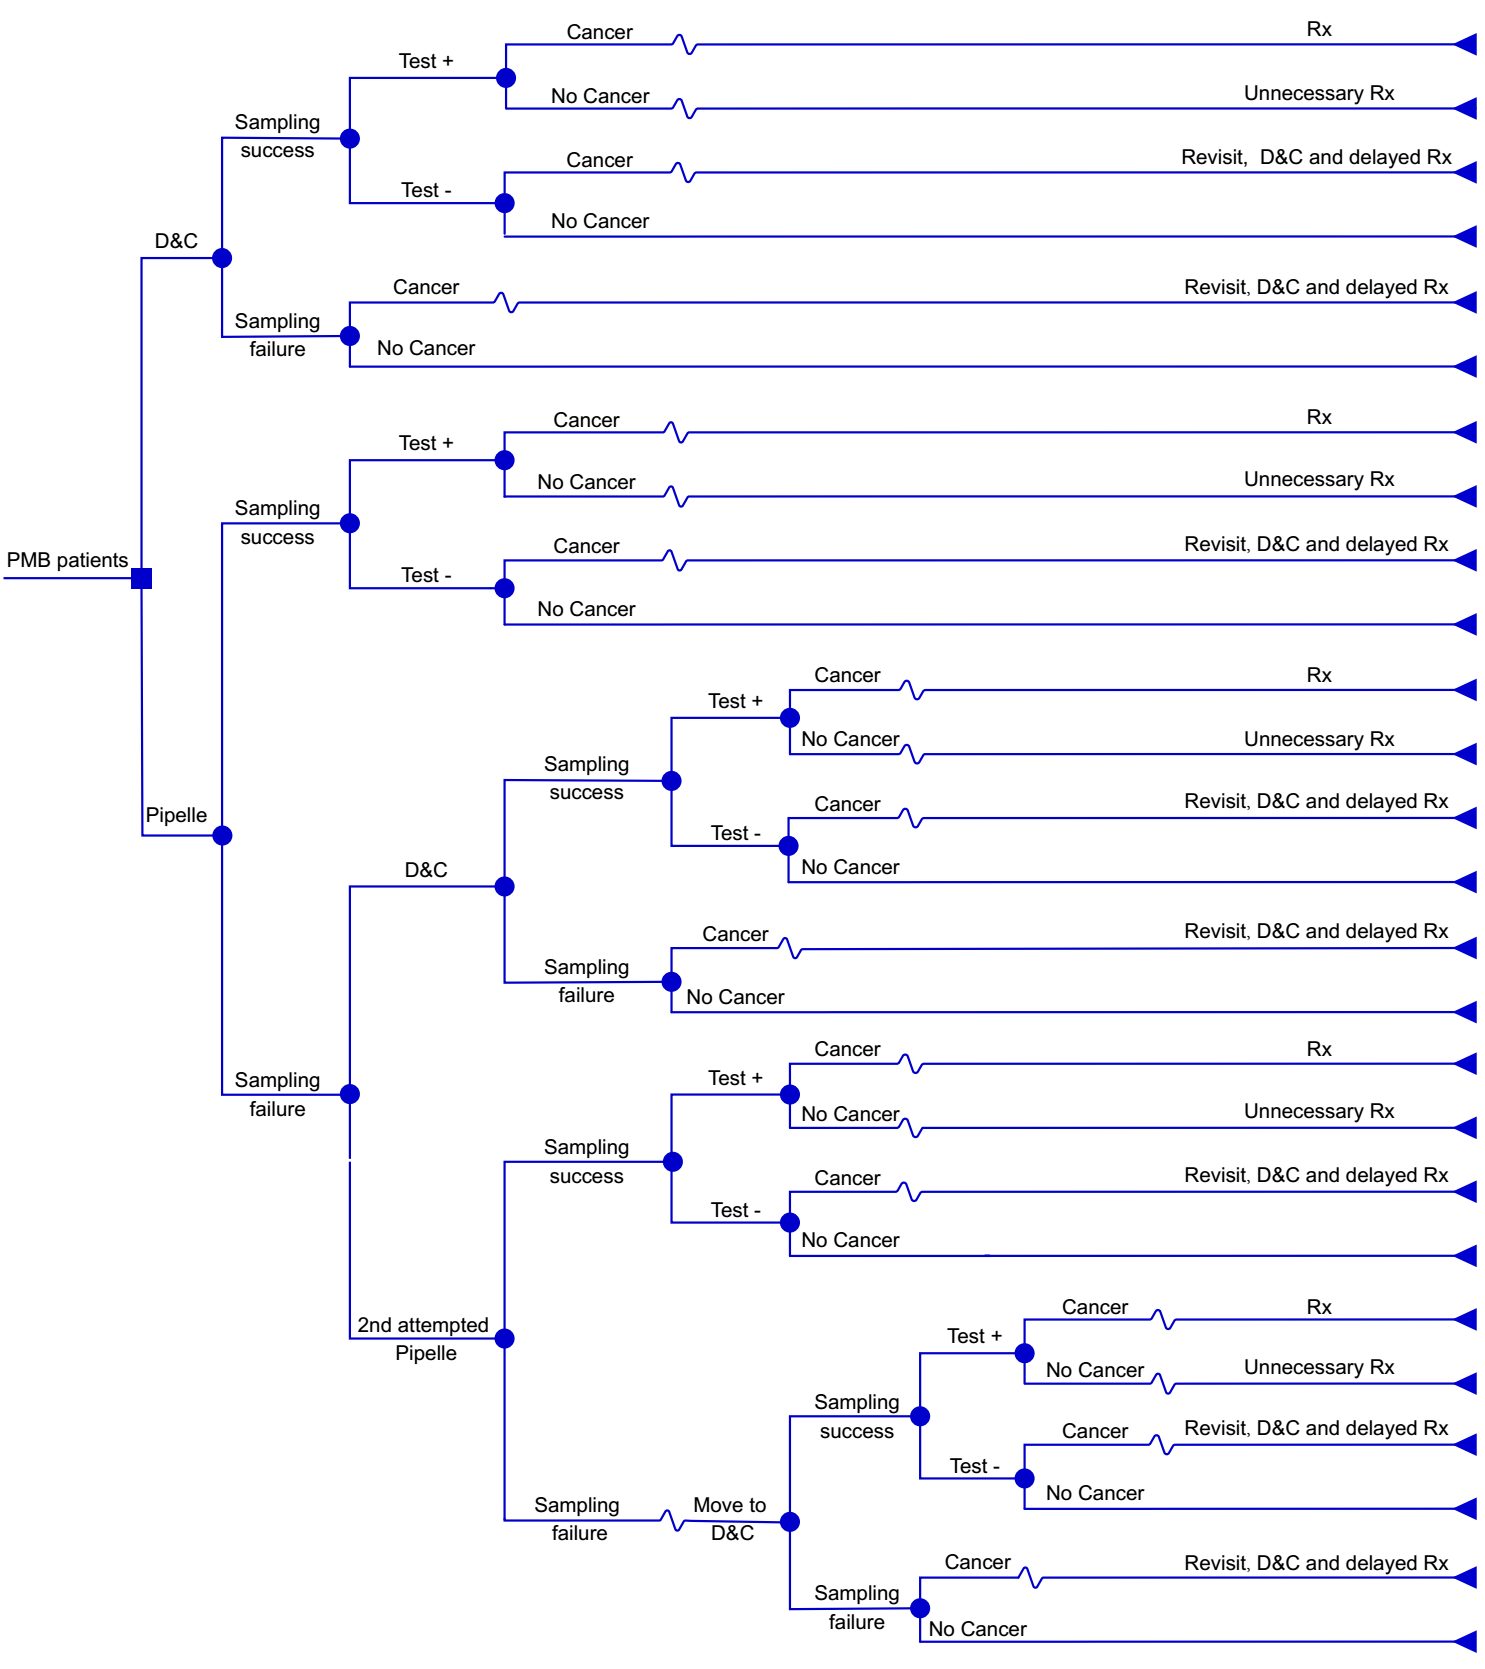 Cancer
Rx
Test +
No Cancer
Unnecessary Rx
Sampling
success
Cancer
Revisit,  D&C and delayed Rx
Test -
No Cancer
D&C
Cancer
Revisit, D&C and delayed Rx
Sampling
failure
No Cancer
Cancer
Rx
Test +
No Cancer
Unnecessary Rx
Sampling
success
Cancer
Revisit, D&C and delayed Rx
PMB patients
Test -
No Cancer
Cancer
Rx
Test +
No Cancer
Unnecessary Rx
Sampling
success
Cancer
Revisit, D&C and delayed Rx
Pipelle
Test -
No Cancer
D&C
Cancer
Revisit, D&C and delayed Rx
Sampling
failure
No Cancer
Cancer
Rx
Sampling
failure
Test +
No Cancer
Unnecessary Rx
Sampling
success
Cancer
Revisit, D&C and delayed Rx
Test -
No Cancer
Cancer
Rx
2nd attempted
Pipelle
Test +
No Cancer
Unnecessary Rx
Sampling
success
Cancer
Revisit, D&C and delayed Rx
Test -
No Cancer
Sampling
failure
Move to
D&C
Cancer
Revisit, D&C and delayed Rx
Sampling
failure
No Cancer